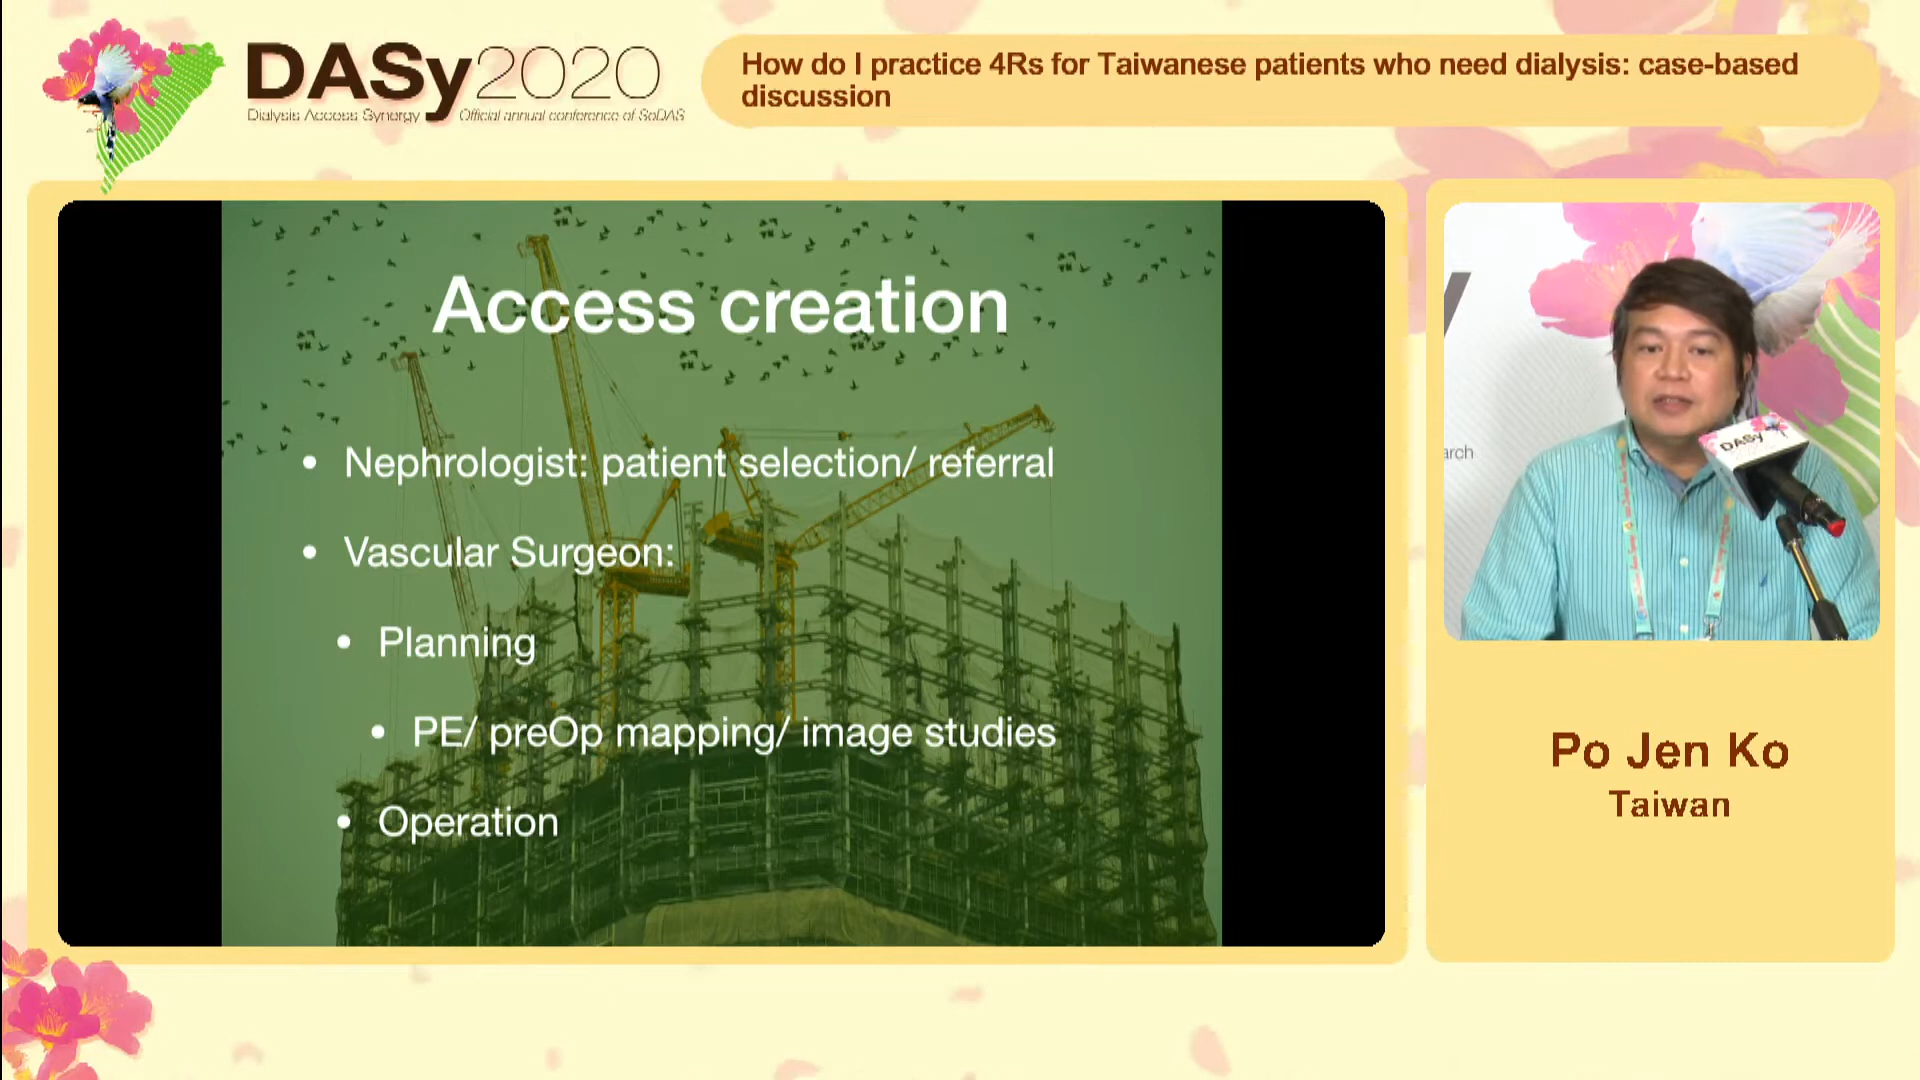 DASy2020
Dialysis Access Synergy Official annual conference of SoDAS
How do I practice 4Rs for Taiwanese patients who need dialysis: case-based
discussion
Access creation
• Nephrologist: patient selection/ referral
• Vascular Surgeon:
• Planning
• PE/ preOp mapping/ image studies
• Operation
arch
DASy
Po Jen Ko
Taiwan